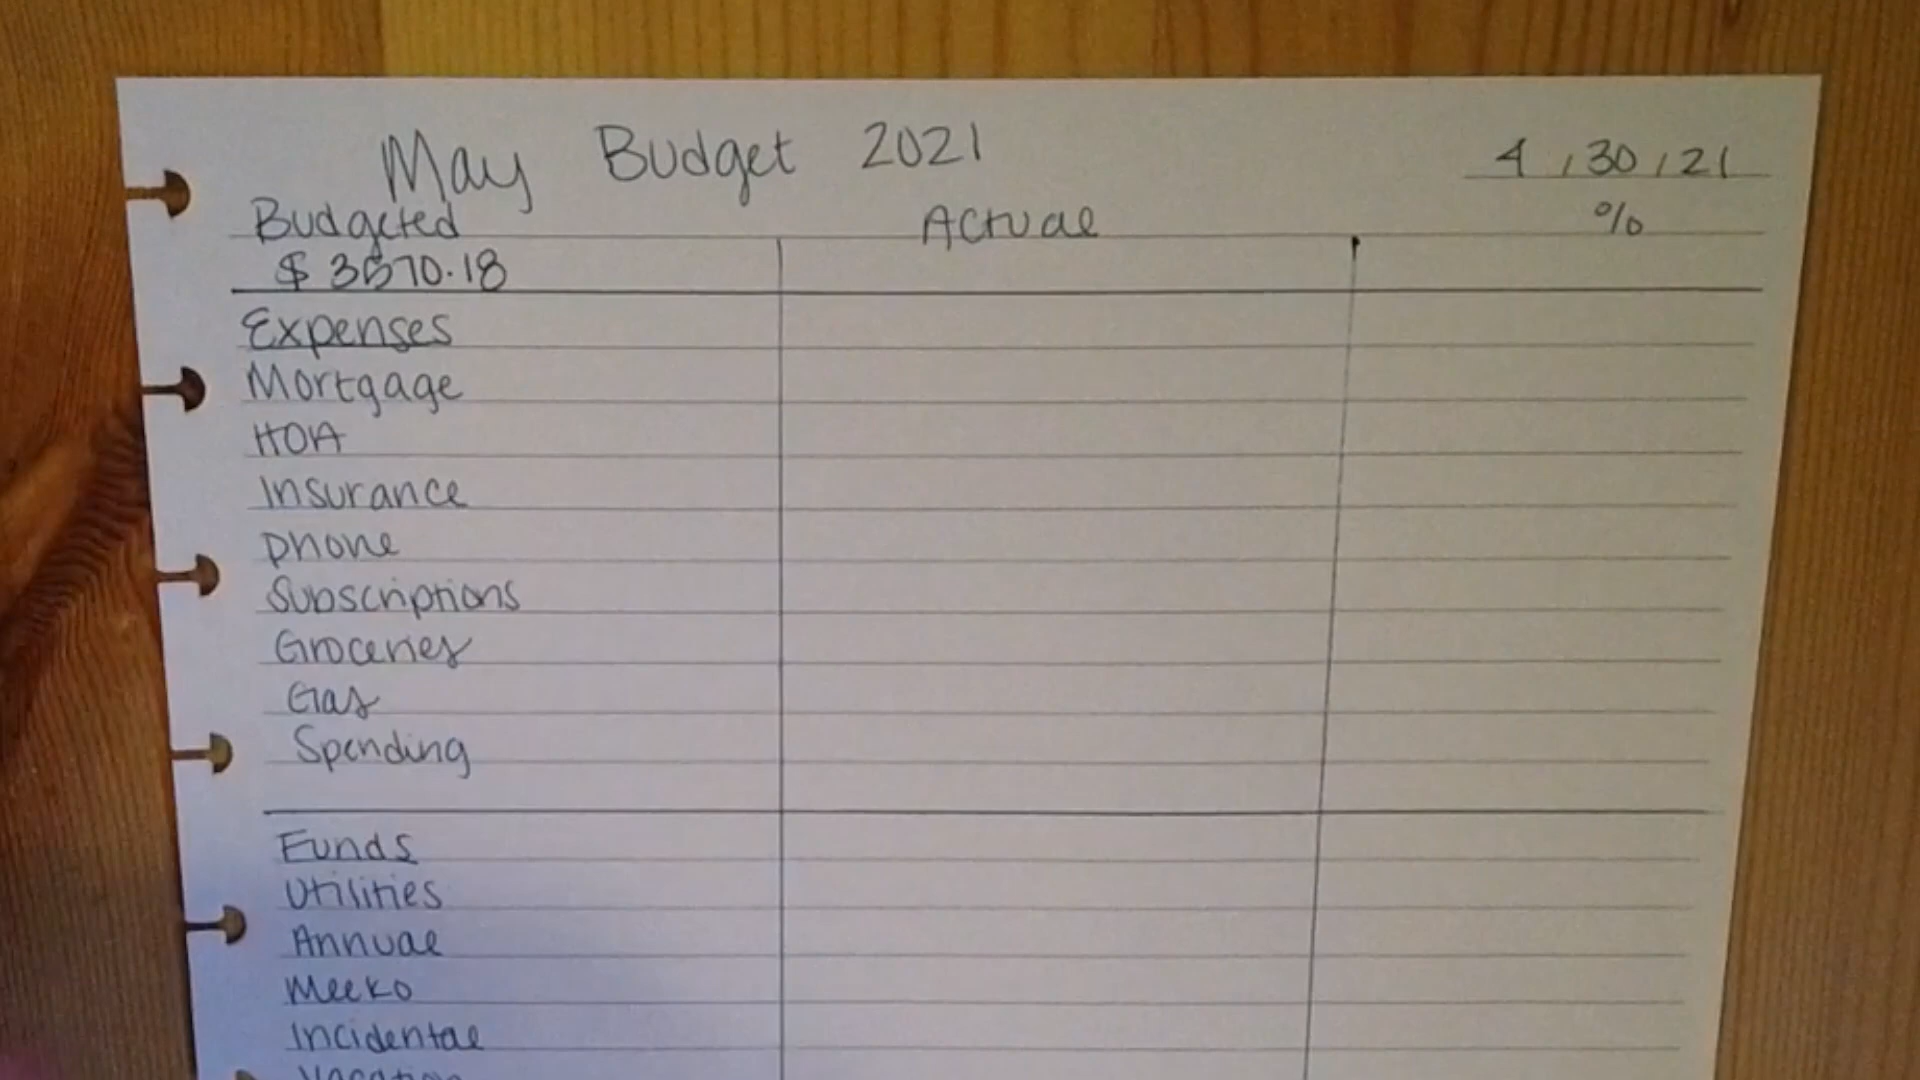 May Budget 2021
4/30/21
Budgeted Actual %
$
Expenses
Mortgage
HOA
Insurance
phone
Subscriptions
Groceries
Gas
Spending
Funds
Utilities
Annual
Meeko
Incidental
Vacation